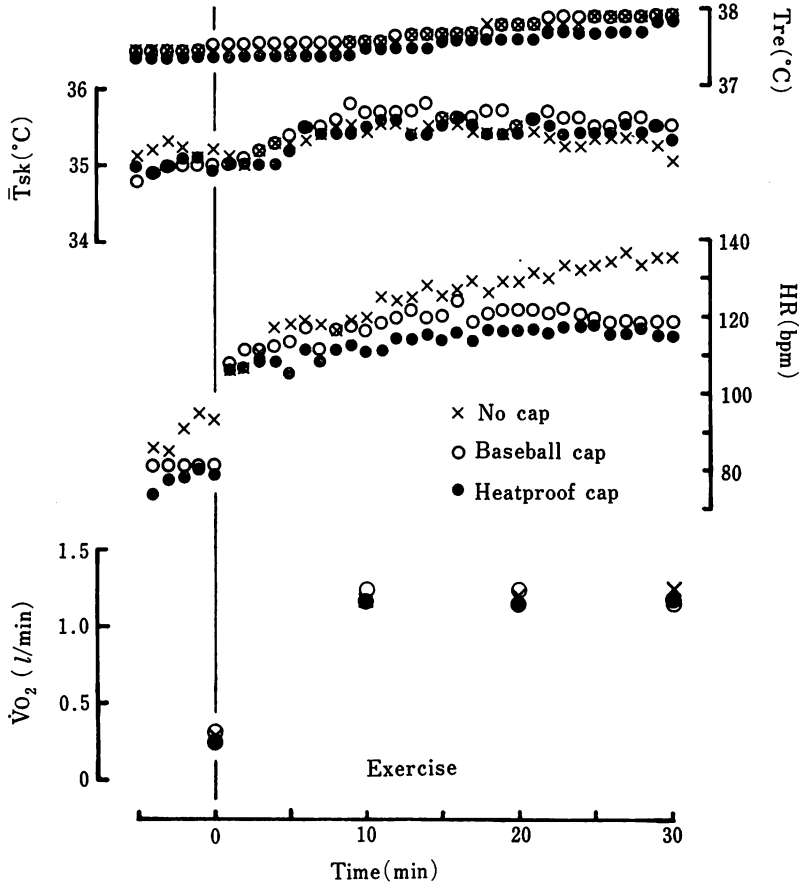 38
Tre(°C)
37
36
T̿sk(°C)
35
34
140
HR(bpm)
120
100
80
× No cap
○ Baseball cap
● Heatproof cap
1.5
V̇O₂ (l/min)
1.0
0.5
0
Exercise
0 10 20 30
Time(min)